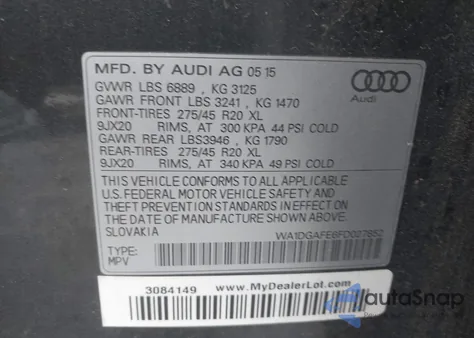 MFD. BY AUDI AG 05 15
GVWR LBS 6889 , KG 3125
GAWR FRONT LBS 3241 , KG 1470
FRONT-TIRES 275/45 R20 XL
9JX20 RIMS, AT 300 KPA 44 PSI COLD
GAWR REAR LBS3946 , KG 1790
REAR-TIRES 275/45 R20 XL
9JX20 RIMS, AT 340 KPA 49 PSI COLD
THIS VEHICLE CONFORMS TO ALL APPLICABLE
U.S. FEDERAL MOTOR VEHICLE SAFETY AND
THEFT PREVENTION STANDARDS IN EFFECT
ON THE DATE OF MANUFACTURE SHOWN ABOVE.
SLOVAKIA
TYPE:
MPV
Audi
3084149
www.MyDealerLot.com
autoSnap